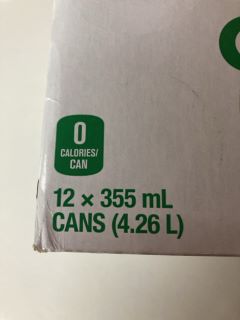 0
CALORIES/
CAN
12 × 355 mL
CANS (4.26 L)